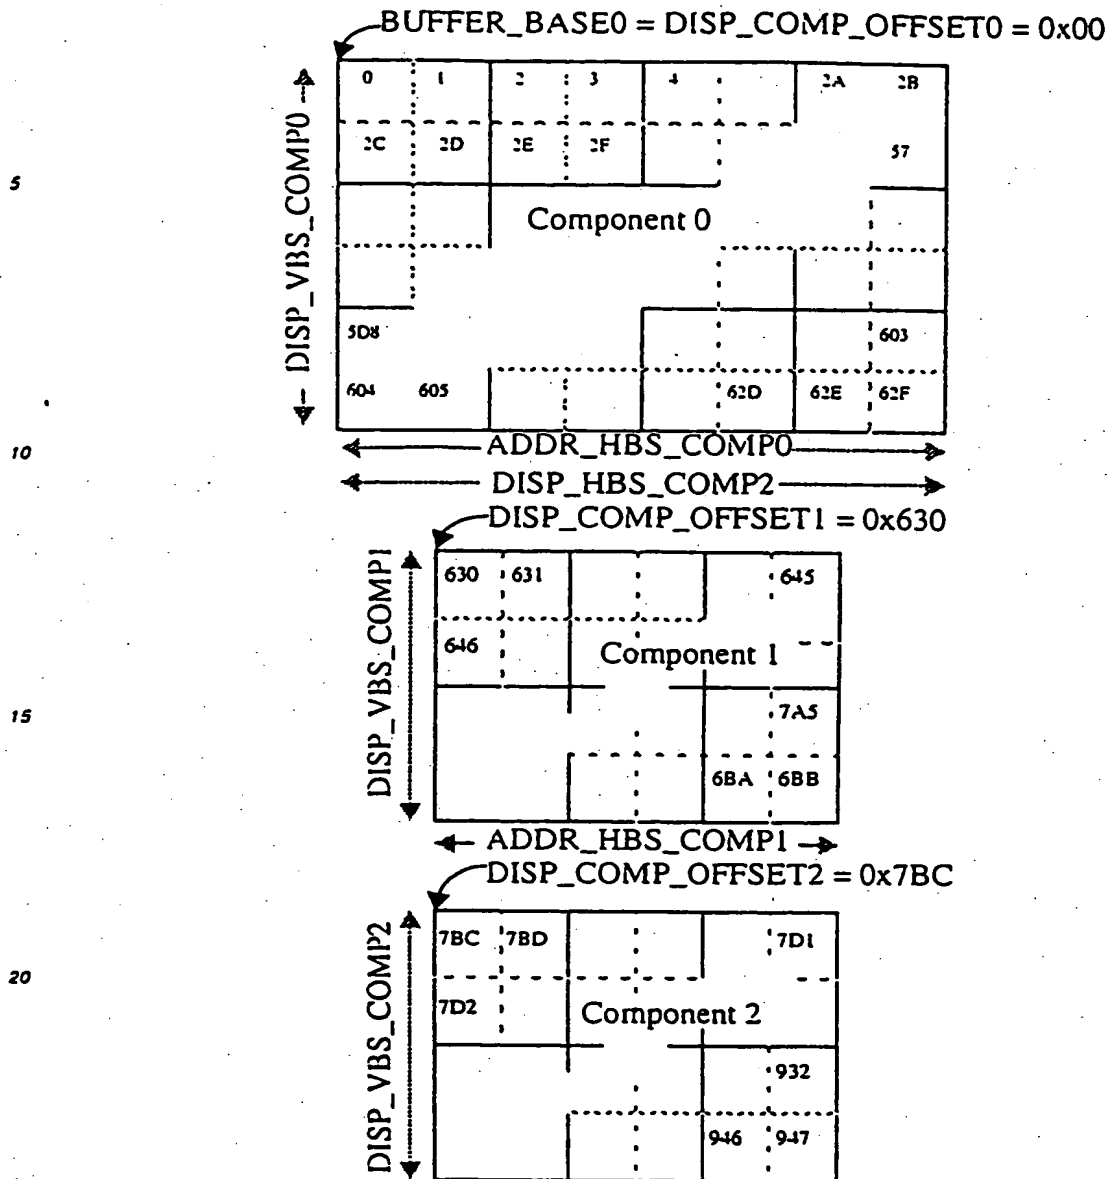 BUFFER_BASE0 = DISP_COMP_OFFSET0 = 0x00
0 1 2 3 4 2A 2B
2C 2D 2E 2F 57
5
DISP_VBS_COMP0
Component 0
5D8 603
604 605 62D 62E 62F
10
ADDR_HBS_COMP0
DISP_HBS_COMP2
DISP_COMP_OFFSET1 = 0x630
630 631 645
646
DISP_VBS_COMP1
Component 1
15
7A5
6BA 6BB
ADDR_HBS_COMP1
DISP_COMP_OFFSET2 = 0x7BC
7BC 7BD 7D1
20
7D2
DISP_VBS_COMP2
Component 2
932
946 947